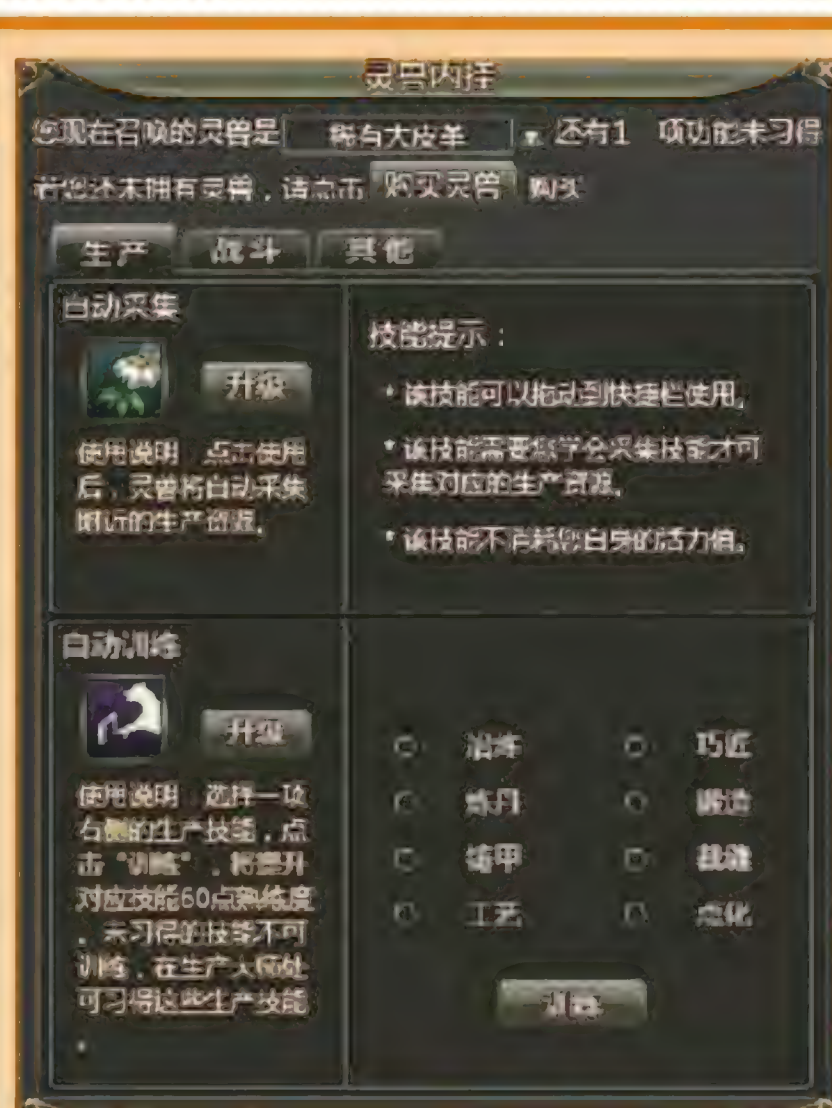 灵兽内挂
您现在召唤的灵兽是 稀有大皮羊 还有1 项功能未习得
若您还未拥有灵兽，请点击 购买灵兽 购买
生产 战斗 其他
自动采集
升级
使用说明 点击使用
后，灵兽将自动采集
附近的生产资源。
技能提示：
*该技能可以拖动到快捷栏使用。
*该技能需要您学会采集技能才可
采集对应的生产资源。
*该技能不消耗您自身的活力值。
自动训练
升级
使用说明 选择一项
右侧的生产技能，点
击“训练”，将提升
对应技能60点熟练度
。未习得的技能不可
训练，在生产大师处
可习得这些生产技能
。
冶炼 巧匠
炼丹 锻造
铸甲 裁缝
工艺 点化
训练